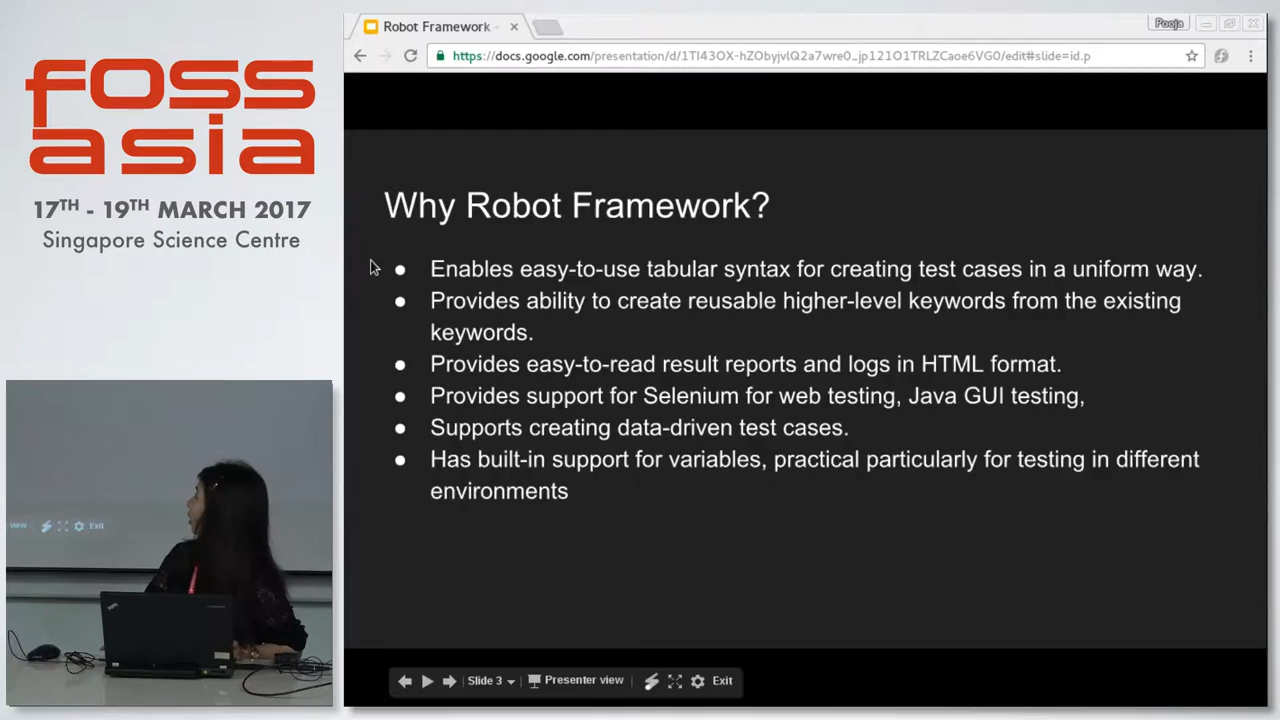 foss
asia
17TH - 19TH MARCH 2017
Singapore Science Centre
Robot Framework -
Pooja
https://docs.google.com/presentation/d/1TI43OX-hZObyjvlQ2a7wre0_jp121O1TRLZCaoe6VG0/edit#slide=id.p
Why Robot Framework?
● Enables easy-to-use tabular syntax for creating test cases in a uniform way.
● Provides ability to create reusable higher-level keywords from the existing
keywords.
● Provides easy-to-read result reports and logs in HTML format.
● Provides support for Selenium for web testing, Java GUI testing,
● Supports creating data-driven test cases.
● Has built-in support for variables, practical particularly for testing in different
environments
view Exit
Slide 3 Presenter view Exit